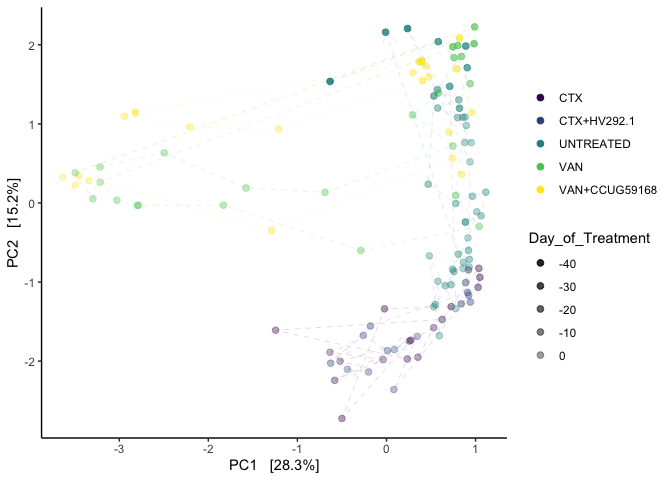 2
1
0
-1
-2
PC2 [15.2%]
-3
-2
-1
0
1
PC1 [28.3%]
CTX
CTX+HV292.1
UNTREATED
VAN
VAN+CCUG59168
Day_of_Treatment
-40
-30
-20
-10
0